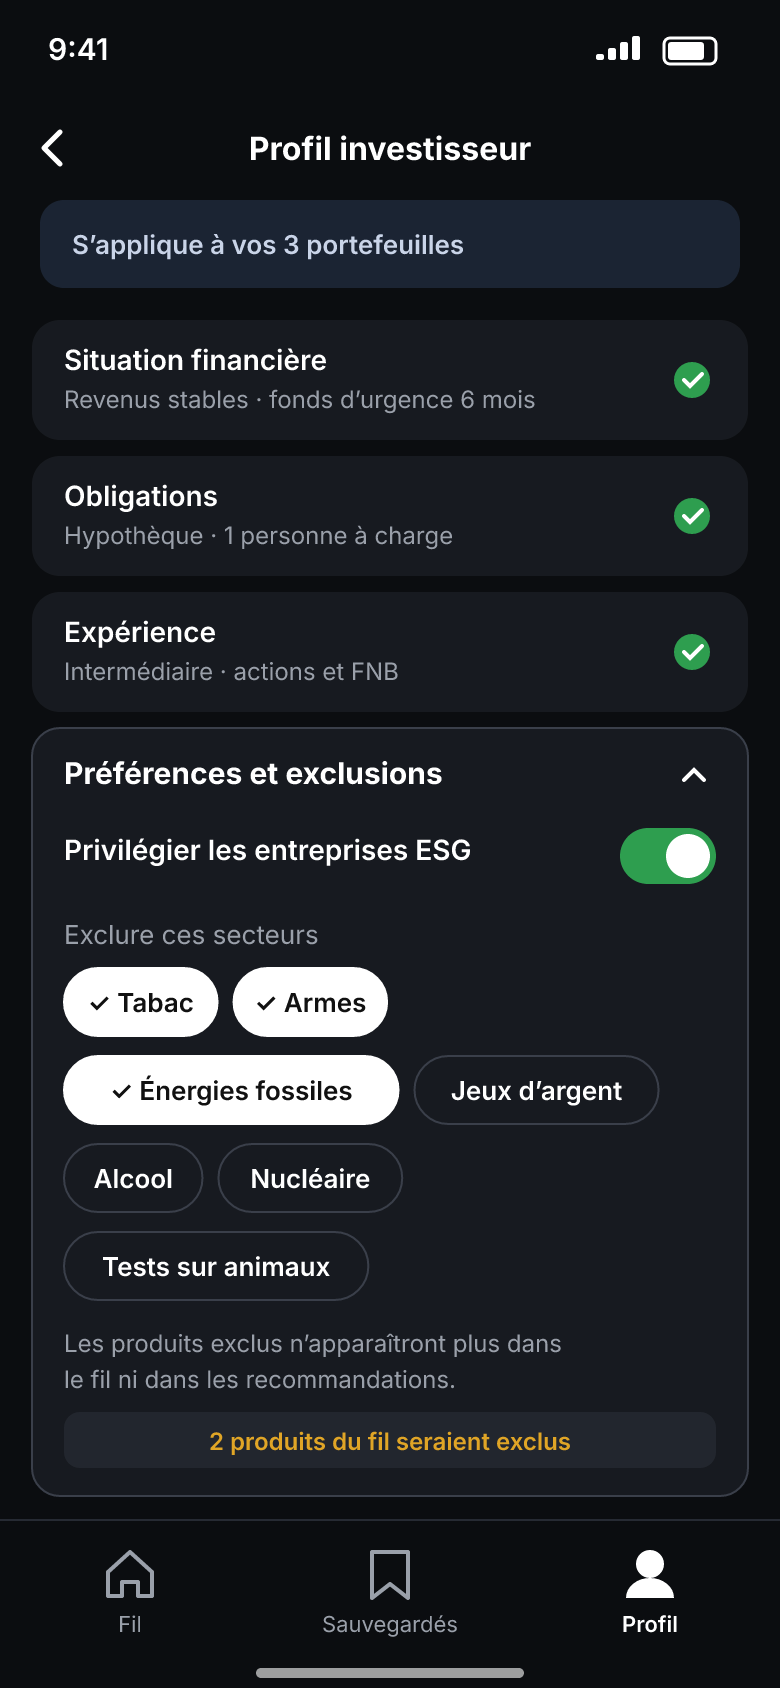 9:41
Profil investisseur
S’applique à vos 3 portefeuilles
Situation financière
Revenus stables · fonds d’urgence 6 mois
Obligations
Hypothèque · 1 personne à charge
Expérience
Intermédiaire · actions et FNB
Préférences et exclusions
Privilégier les entreprises ESG
Exclure ces secteurs
✓ Tabac
✓ Armes
✓ Énergies fossiles
Jeux d’argent
Alcool
Nucléaire
Tests sur animaux
Les produits exclus n’apparaîtront plus dans
le fil ni dans les recommandations.
2 produits du fil seraient exclus
Fil
Sauvegardés
Profil